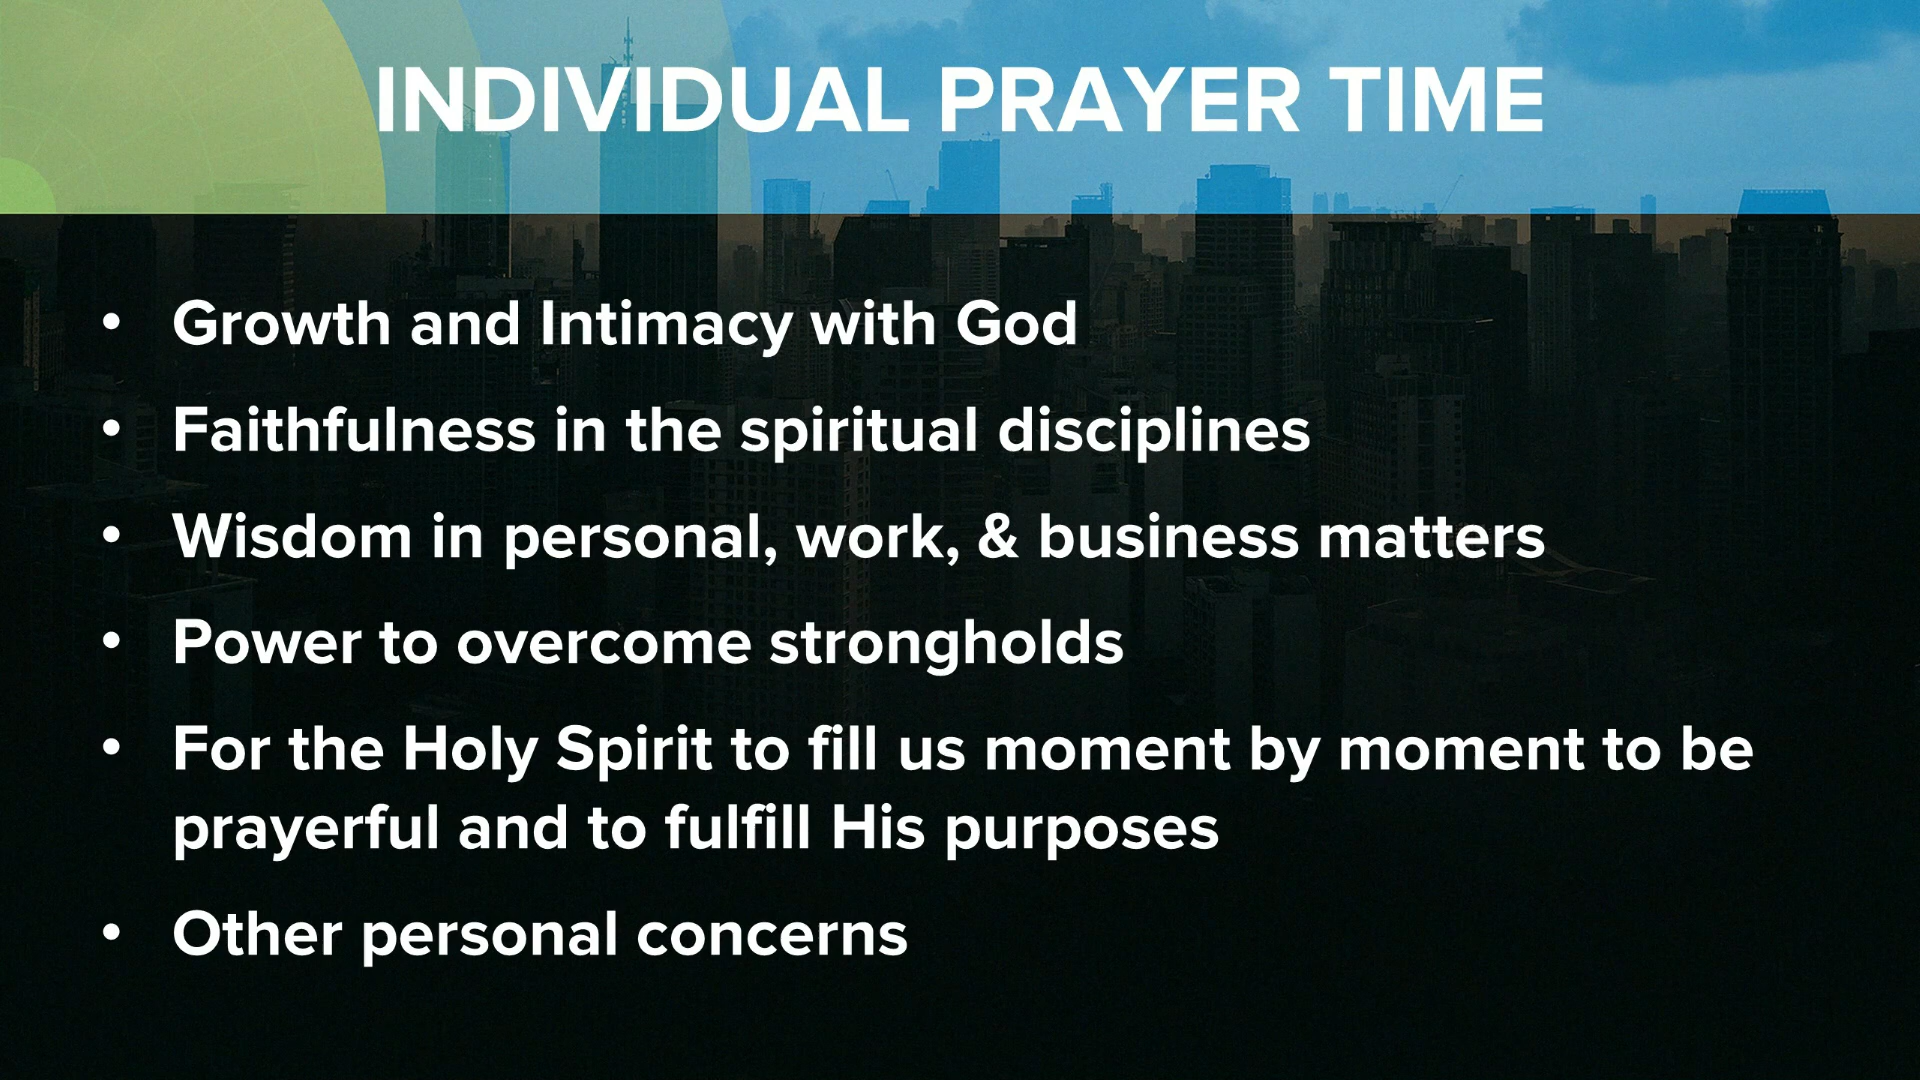 INDIVIDUAL PRAYER TIME
• Growth and Intimacy with God
• Faithfulness in the spiritual disciplines
• Wisdom in personal, work, & business matters
• Power to overcome strongholds
• For the Holy Spirit to fill us moment by moment to be
prayerful and to fulfill His purposes
• Other personal concerns